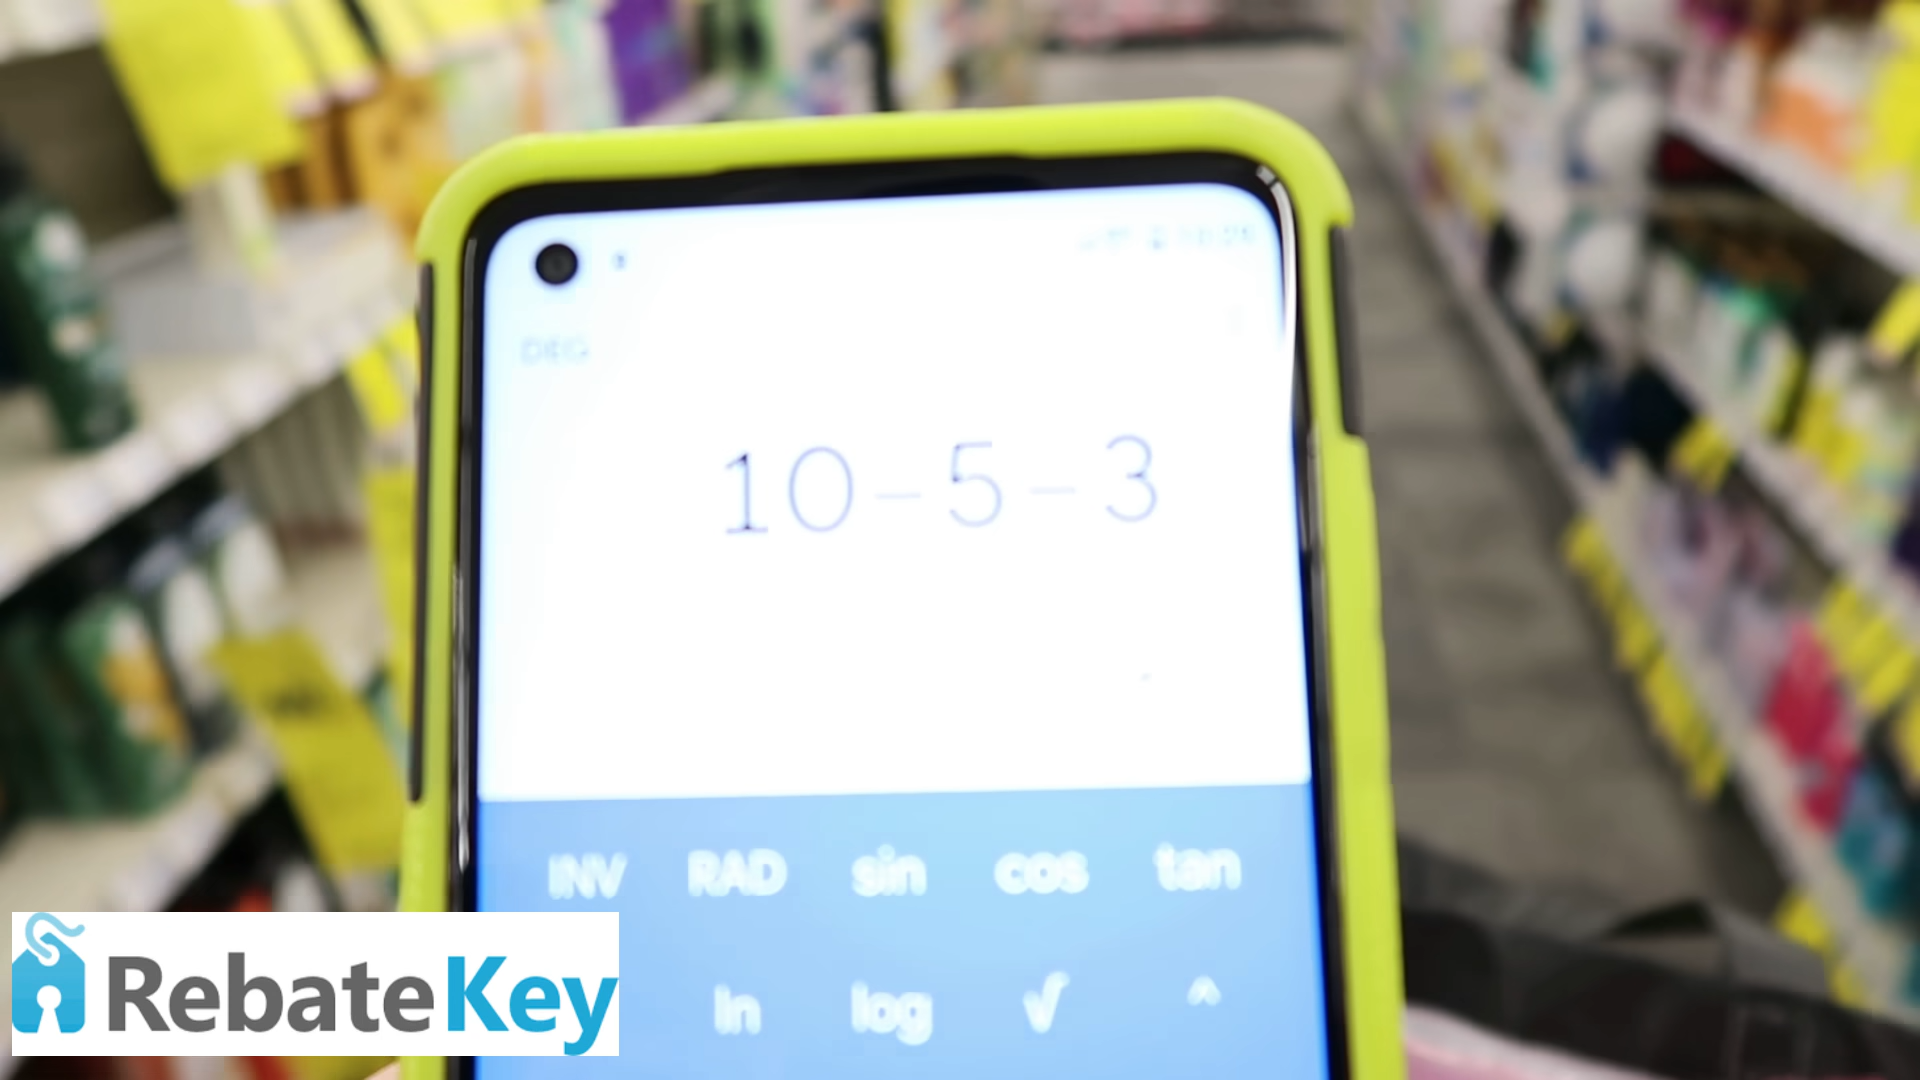 DEG
10-5-3
INV RAD sin cos tan
ln log √ ^
RebateKey